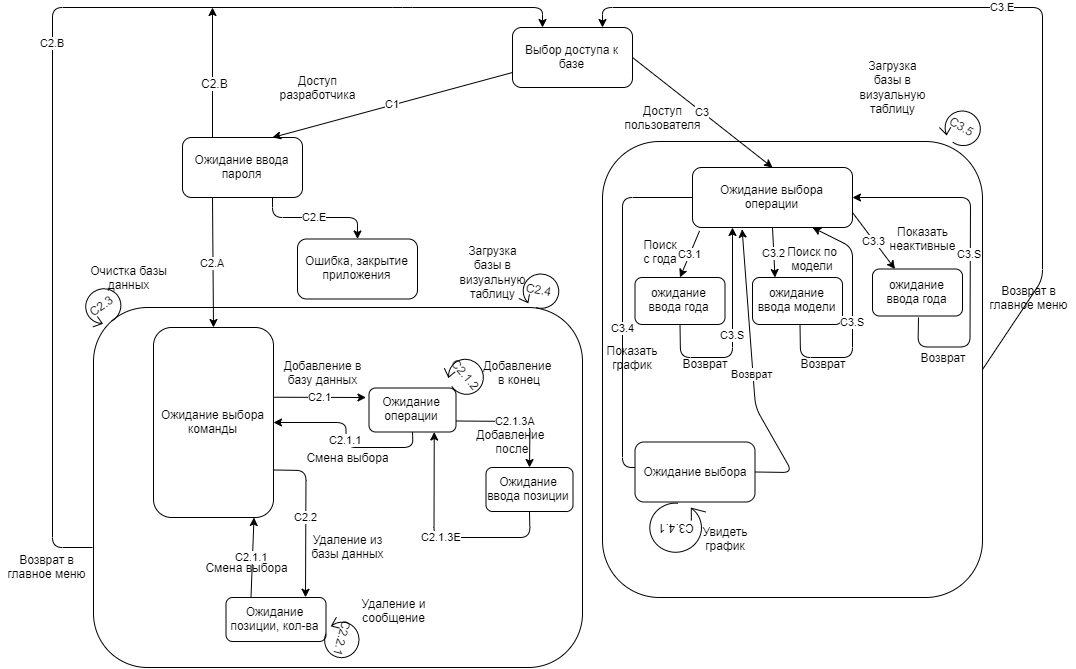 C3.E
C2.B
Выбор доступа к
базе
Загрузка
базы в
визуальную
таблицу
C2.B
Доступ
разработчика
C1
Доступ
пользователя
C3
C3.5
Ожидание ввода
пароля
Ожидание выбора
операции
C2.E
C2.A
Ошибка, закрытие
приложения
Загрузка
базы в
визуальную
таблицу
C2.4
Очистка базы
данных
C2.3
Поиск
с года
C3.1
C3.2
Поиск по
модели
C3.3
Показать
неактивные
C3.S
ожидание
ввода года
ожидание
ввода модели
ожидание
ввода года
Возврат в
главное меню
C3.4
C3.S
C3.S
Показать
график
Возврат
Возврат
Возврат
Возврат
Ожидание выбора
команды
Добавление в
базу данных
C2.1
Ожидание
операции
C2.1.2
Добавление
в конец
C2.1.1
Смена выбора
C2.1.3A
Добавление
после
Ожидание
ввода позиции
C2.1.3E
C2.2
Удаление из
базы данных
C2.1.1
Смена выбора
Возврат в
главное меню
Ожидание
позиции, кол-ва
Удаление и
сообщение
C2.2.1
Ожидание выбора
C3.4.1
Увидеть
график